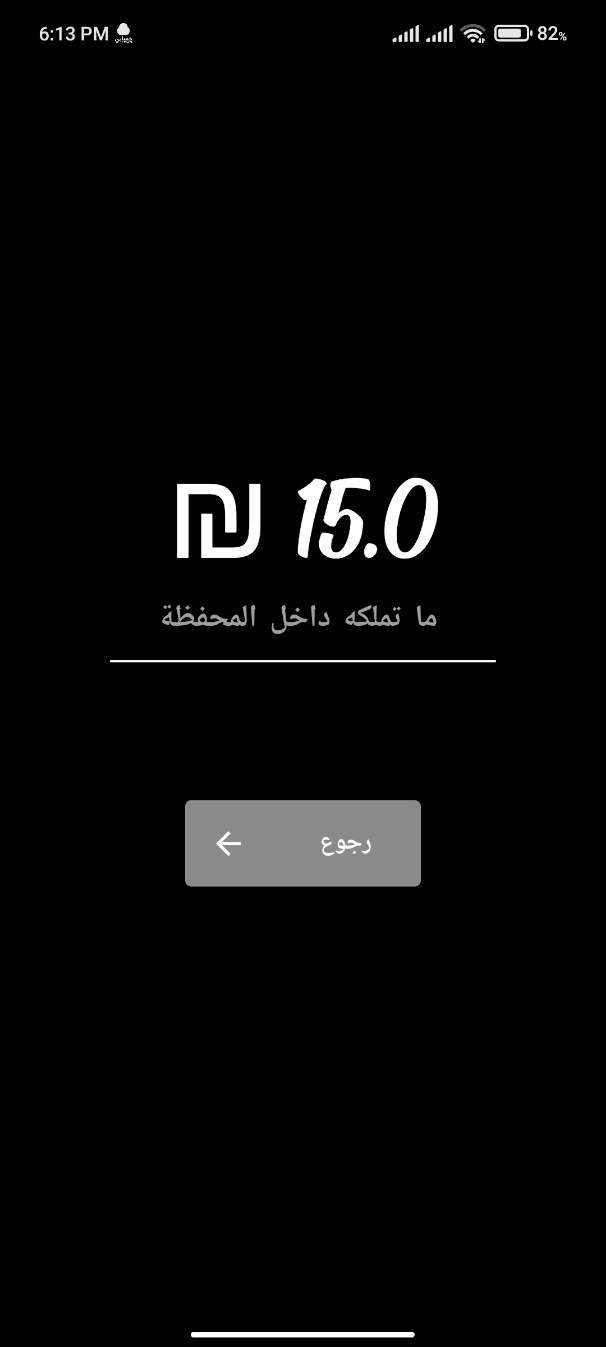 6:13 PM 82%
₪ 15.0
ما تملكه داخل المحفظة
رجوع